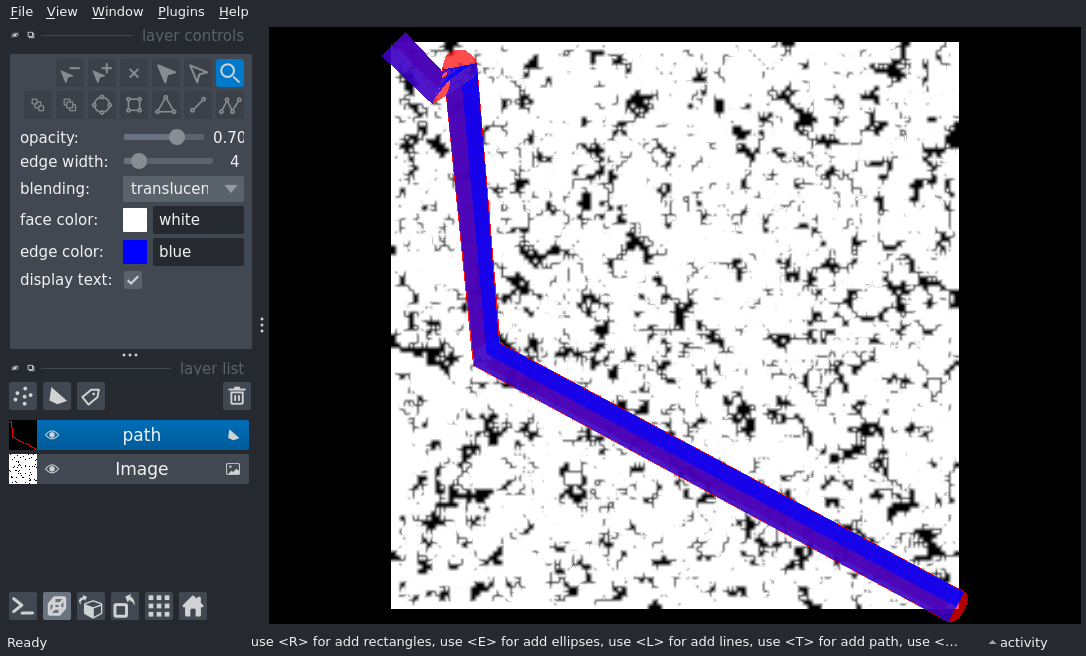 File View Window Plugins Help
layer controls
opacity: 0.70
edge width: 4
blending: translucen
face color: white
edge color: blue
display text:
layer list
path
Image
Ready use <R> for add rectangles, use <E> for add ellipses, use <L> for add lines, use <T> for add path, use <... activity